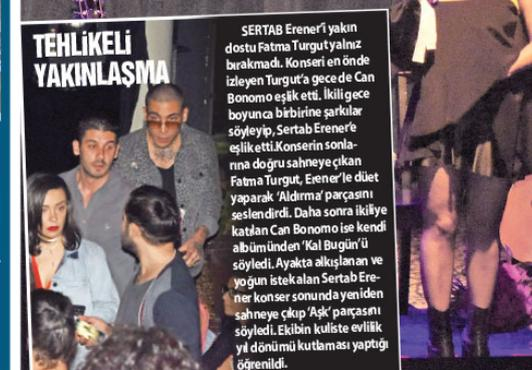 TEHLİKELİ
YAKINLAŞMA
SERTAB Erener'i yakın
dostu Fatma Turgut yalnız
bırakmadı. Konseri en önde
izleyen Turgut'a gece de Can
Bonomo eşlik etti. İkili gece
boyunca birbirine şarkılar
söyleyip, Sertab Erener'e
eşlik etti.Konserin sonla-
rına doğru sahneye çıkan
Fatma Turgut, Erener'le düet
yaparak 'Aldırma' parçasını
seslendirdi. Daha sonra ikiliye
katılan Can Bonomo ise kendi
albümünden 'Kal Bugün'ü
söyledi. Ayakta alkışlanan ve
yoğun istek alan Sertab Ere-
ner konser sonunda yeniden
sahneye çıkıp 'Aşk' parçasını
söyledi. Ekibin kuliste evlilik
yıl dönümü kutlaması yaptığı
öğrenildi.